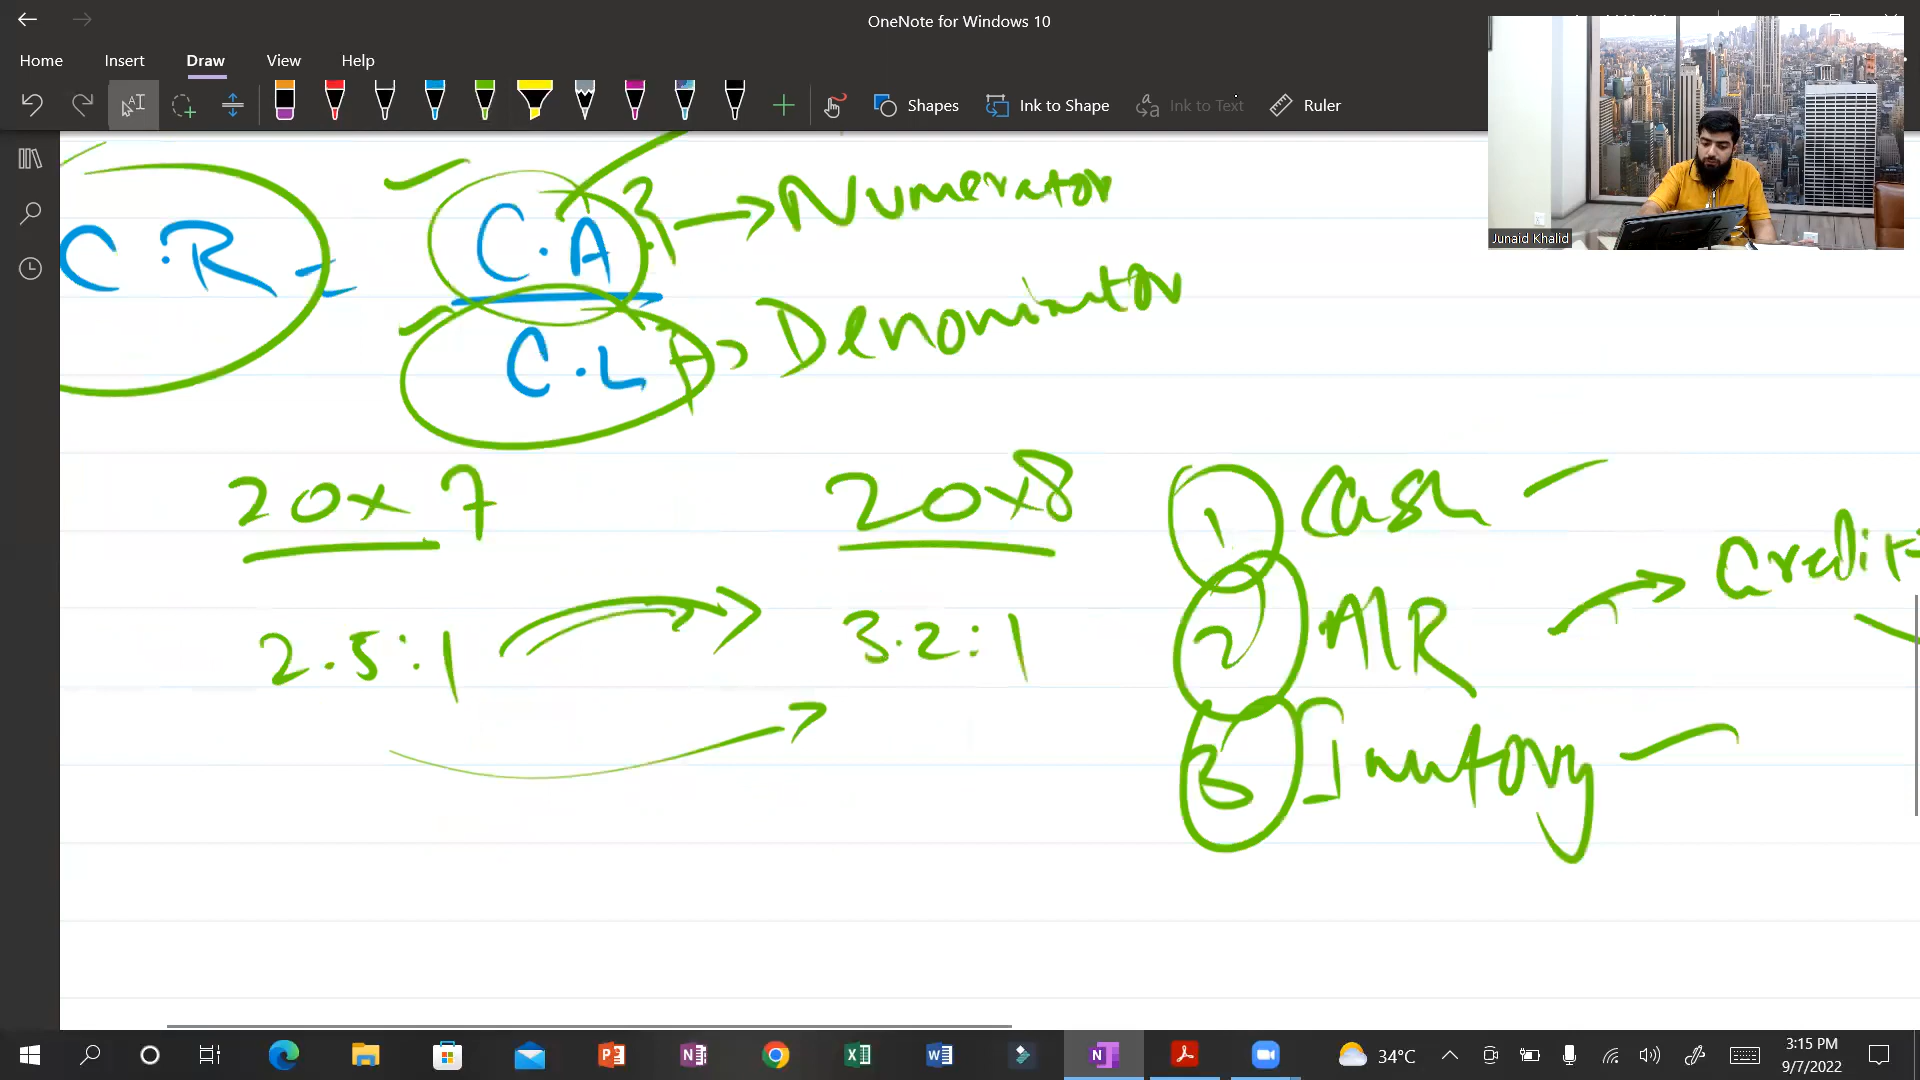 OneNote for Windows 10
Home Insert Draw View Help
Shapes Ink to Shape Ink to Text Ruler
Junaid Khalid
C.R = C.A → Numerator
C.L → Denominator
20x7 20x8
2.5:1 3.2:1
1 Cash
2 A/R → Credit
3 Inventory
34°C
3:15 PM
9/7/2022